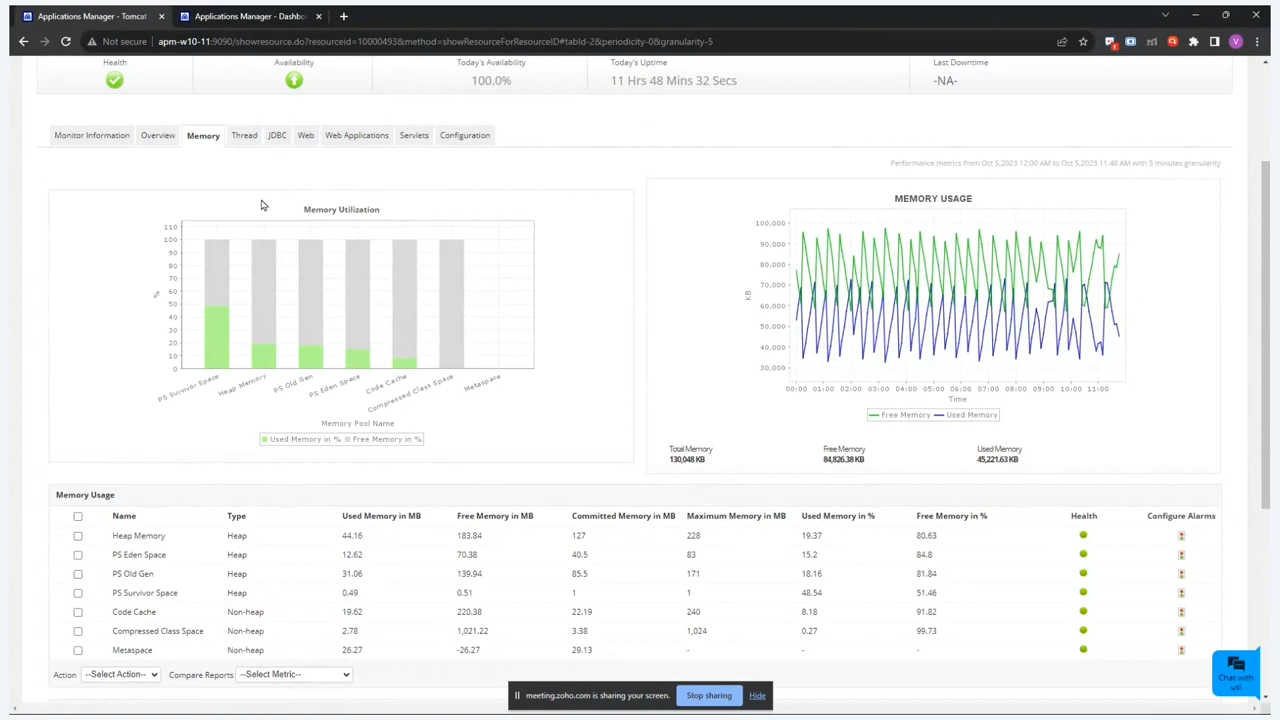 Applications Manager - Tomcat
Applications Manager - Dashbo
Not secure apm-w10-11:9090/showresource.do?resourceid=10000493&method=showResourceForResourceID#tabId-2&periodicity-0&granularity-5
V
Health Availability Today's Availability Today's Uptime Last Downtime
100.0% 11 Hrs 48 Mins 32 Secs -NA-
Monitor Information Overview Memory Thread JDBC Web Web Applications Servlets Configuration
Performance metrics from Oct 5,2023 12:00 AM to Oct 5,2023 11:48 AM with 5 minutes granularity
Memory Utilization
110
100
90
80
70
60
50
40
30
20
10
0
%
PS Survivor Space Heap Memory PS Old Gen PS Eden Space Code Cache Compressed Class Space Metaspace
Memory Pool Name
Used Memory in % Free Memory in %
MEMORY USAGE
100,000
90,000
80,000
70,000
60,000
50,000
40,000
30,000
KB
00:00 01:00 02:00 03:00 04:00 05:00 06:00 07:00 08:00 09:00 10:00 11:00
Time
Free Memory Used Memory
Total Memory Free Memory Used Memory
130,048 KB 84,826.38 KB 45,221.63 KB
Memory Usage
Name Type Used Memory in MB Free Memory in MB Committed Memory in MB Maximum Memory in MB Used Memory in % Free Memory in % Health Configure Alarms
Heap Memory Heap 44.16 183.84 127 228 19.37 80.63
PS Eden Space Heap 12.62 70.38 40.5 83 15.2 84.8
PS Old Gen Heap 31.06 139.94 85.5 171 18.16 81.84
PS Survivor Space Heap 0.49 0.51 1 1 48.54 51.46
Code Cache Non-heap 19.62 220.38 22.19 240 8.18 91.82
Compressed Class Space Non-heap 2.78 1,021.22 3.38 1,024 0.27 99.73
Metaspace Non-heap 26.27 -26.27 29.13 - - -
Action --Select Action-- Compare Reports --Select Metric--
meeting.zoho.com is sharing your screen. Stop sharing Hide
Chat with
us!